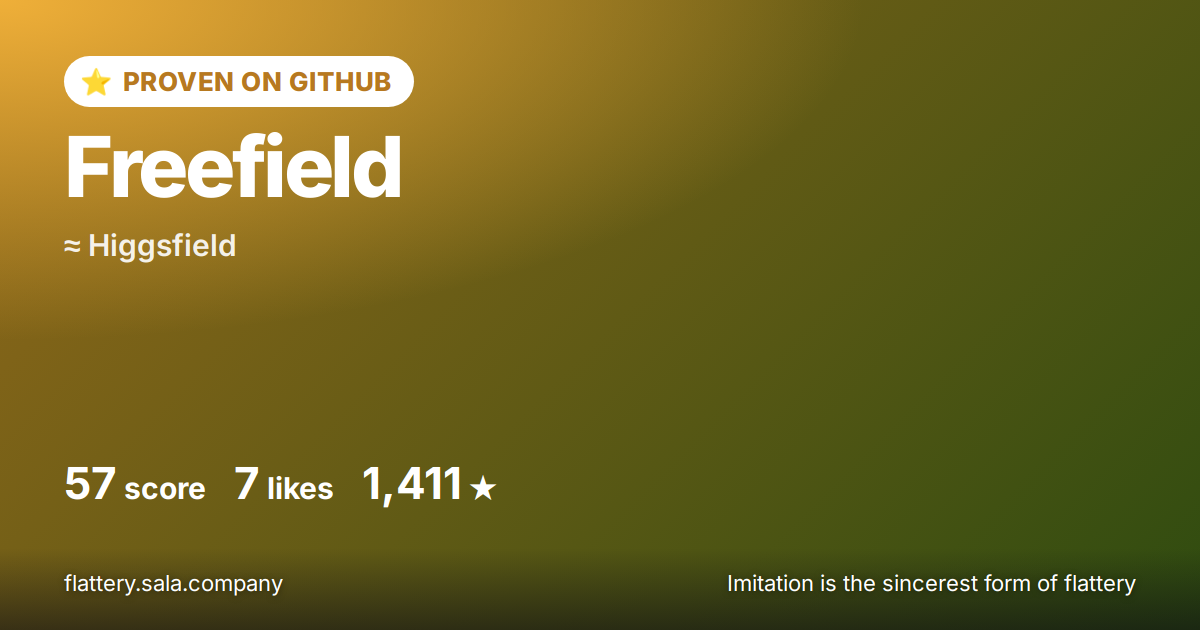 ⭐ PROVEN ON GITHUB
Freefield
≈ Higgsfield
57 score 7 likes 1,411 ★
flattery.sala.company
Imitation is the sincerest form of flattery